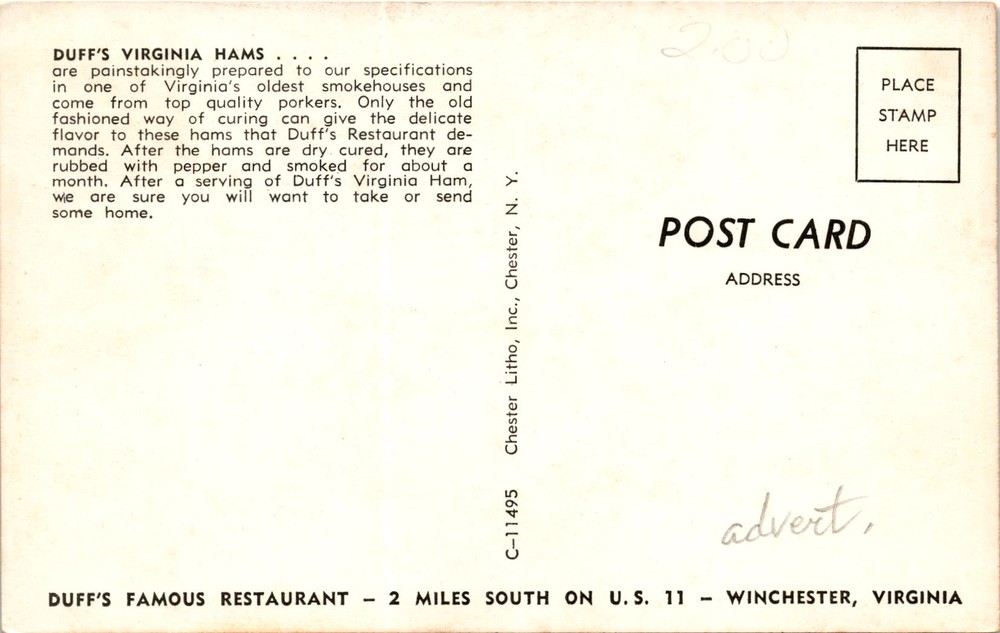 DUFF'S VIRGINIA HAMS . . . .
are painstakingly prepared to our specifications
in one of Virginia's oldest smokehouses and
come from top quality porkers. Only the old
fashioned way of curing can give the delicate
flavor to these hams that Duff's Restaurant de-
mands. After the hams are dry cured, they are
rubbed with pepper and smoked for about a
month. After a serving of Duff's Virginia Ham,
we are sure you will want to take or send
some home.
C-11495 Chester Litho, Inc., Chester, N. Y.
2.00
PLACE
STAMP
HERE
POST CARD
ADDRESS
advert.
DUFF'S FAMOUS RESTAURANT – 2 MILES SOUTH ON U. S. 11 – WINCHESTER, VIRGINIA